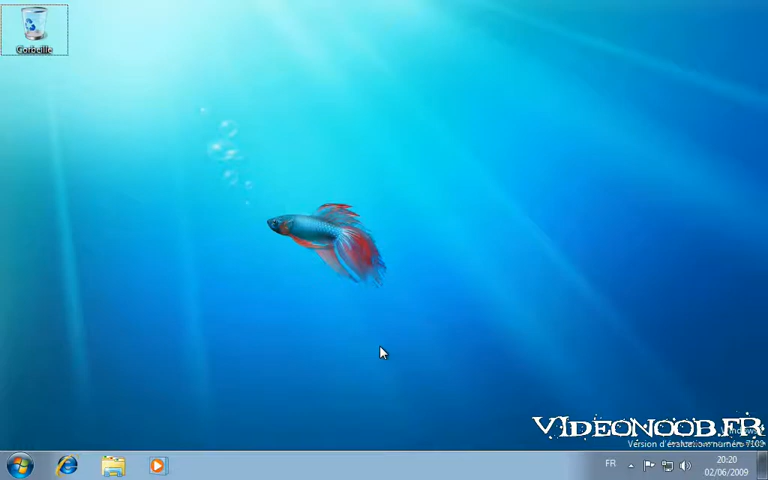 Corbeille
VIDEONOOB.FR
Version d'évaluation numéro 7100
FR
20:20
02/06/2009